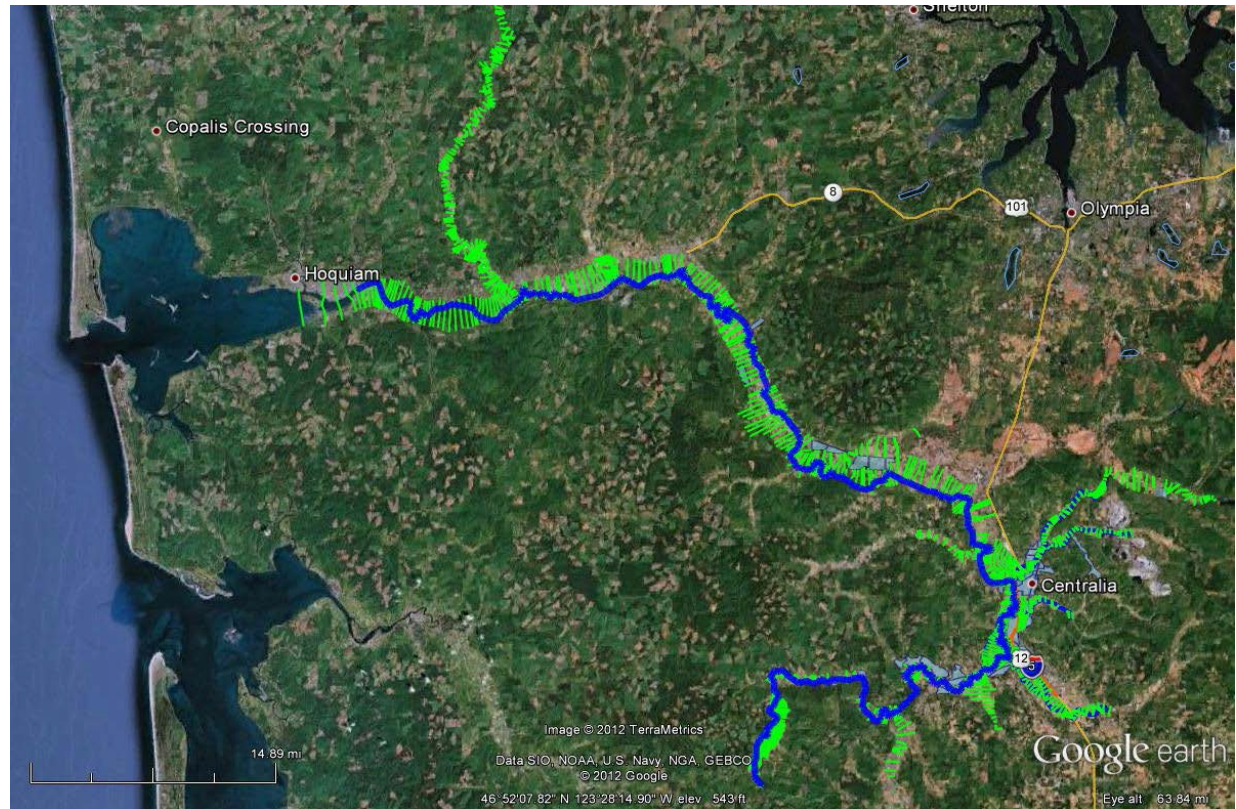 Shelton
Copalis Crossing
8
101
Olympia
Hoquiam
Centralia
12
5
Image © 2012 TerraMetrics
14.89 mi
Data SIO, NOAA, U.S. Navy, NGA, GEBCO
© 2012 Google
Google earth
46°52'07.82" N 123°28'14.90" W elev 543 ft
Eye alt 63.84 mi